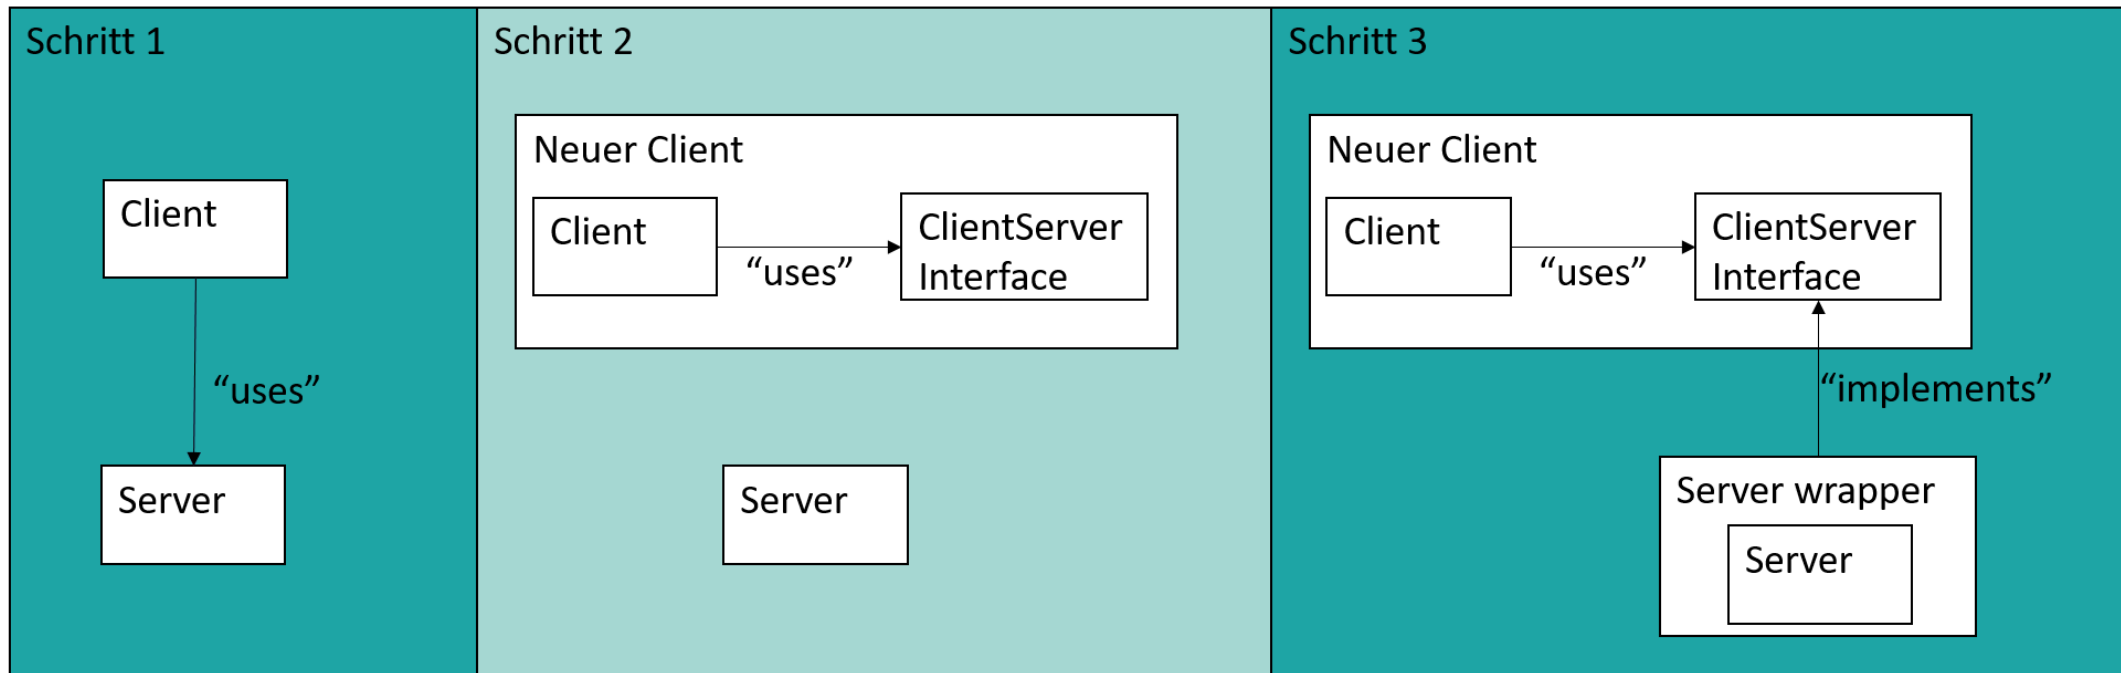 Schritt 1
Client
“uses”
Server
Schritt 2
Neuer Client
Client
“uses”
ClientServer
Interface
Server
Schritt 3
Neuer Client
Client
“uses”
ClientServer
Interface
“implements”
Server wrapper
Server